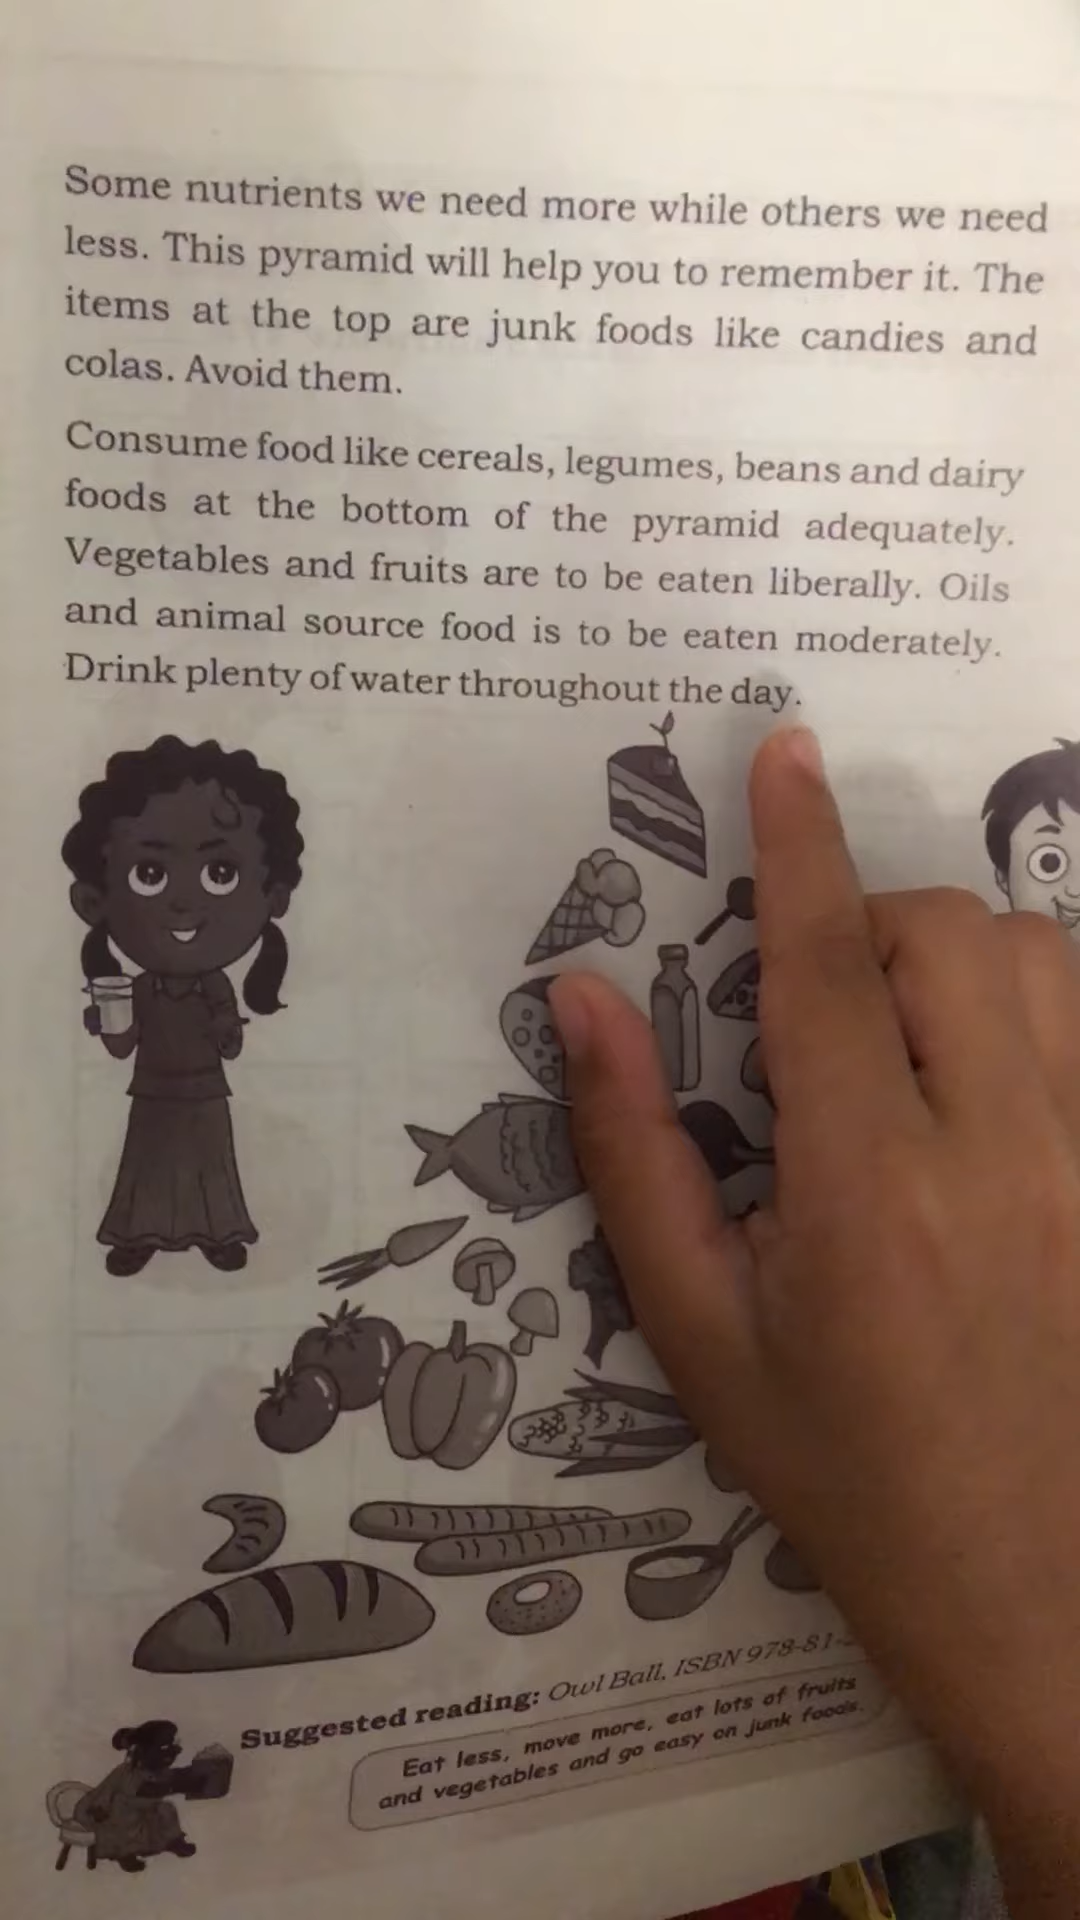 Some nutrients we need more while others we need
less. This pyramid will help you to remember it. The
items at the top are junk foods like candies and
colas. Avoid them.
Consume food like cereals, legumes, beans and dairy
foods at the bottom of the pyramid adequately.
Vegetables and fruits are to be eaten liberally. Oils
and animal source food is to be eaten moderately.
Drink plenty of water throughout the day.
Suggested reading: Owl Ball, ISBN 978-81-
Eat less, move more, eat lots of fruits
and vegetables and go easy on junk foods.